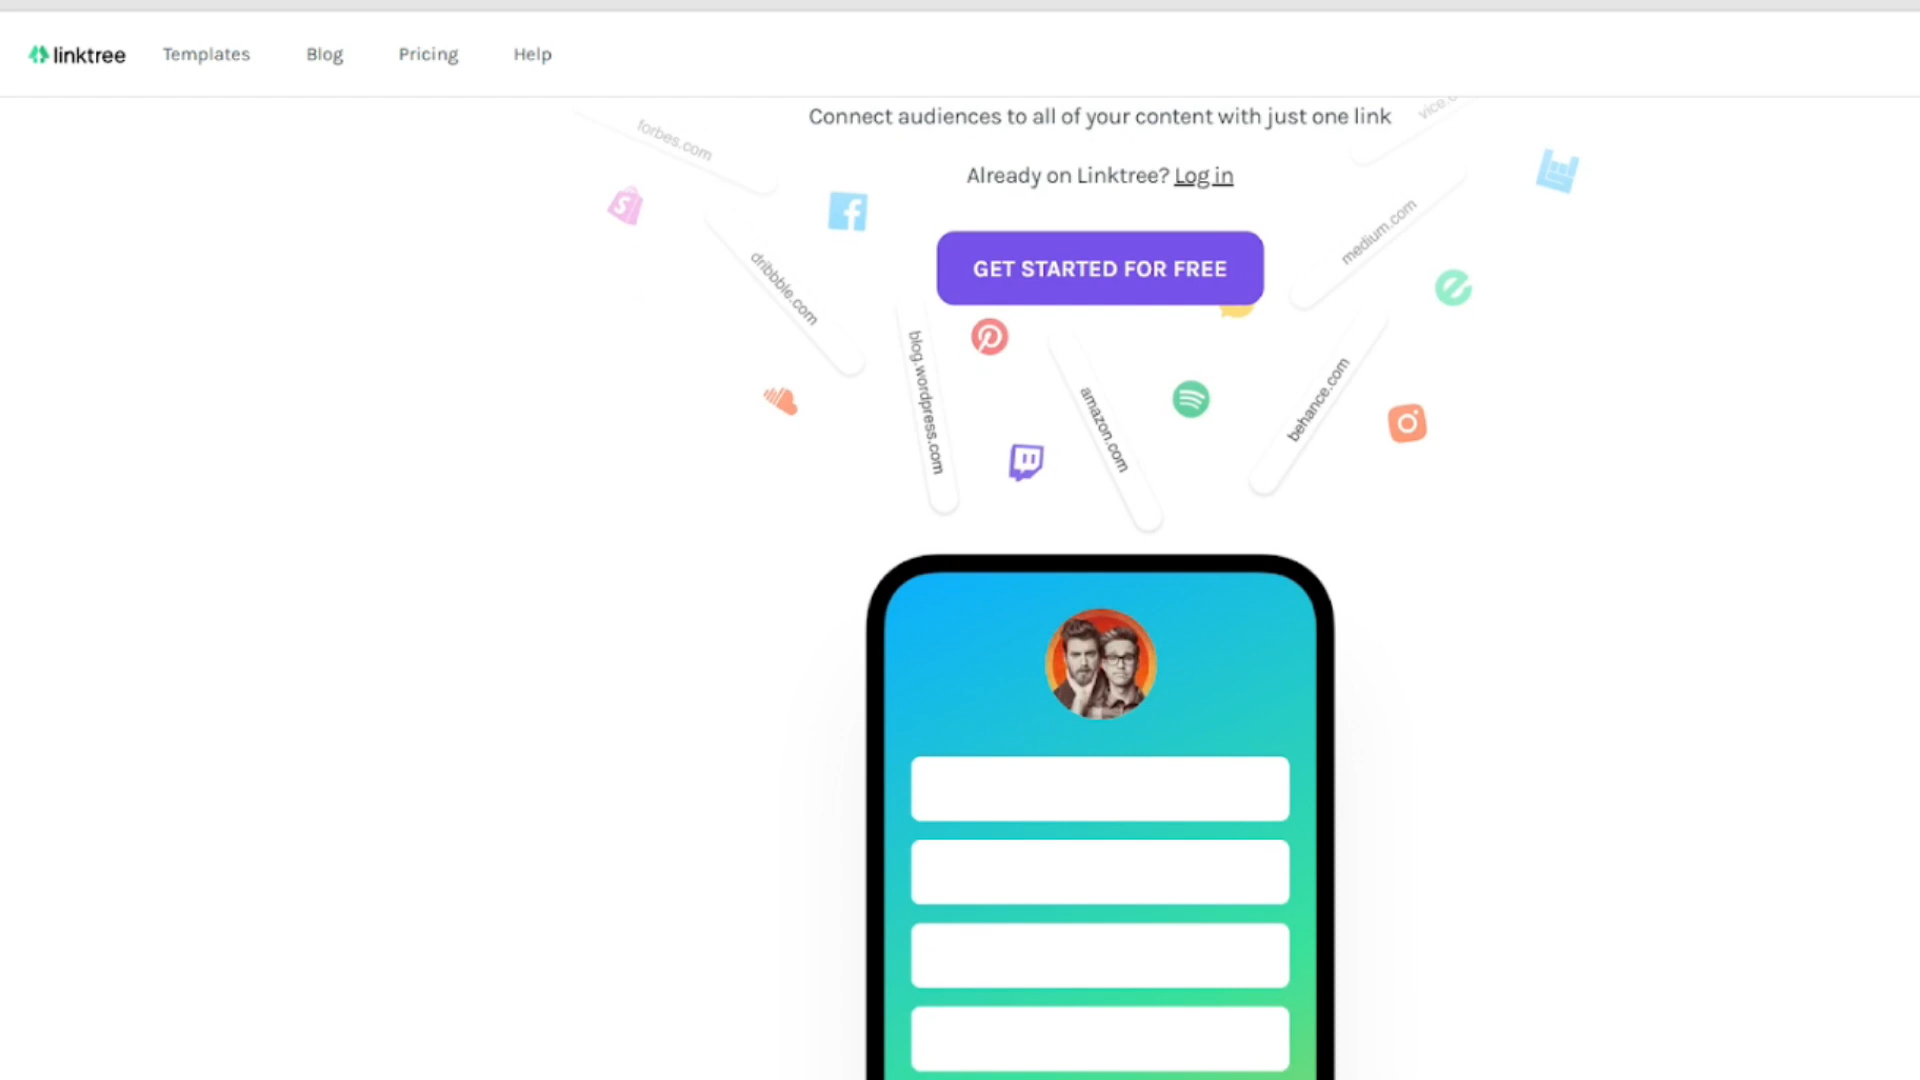 linktree Templates Blog Pricing Help
Connect audiences to all of your content with just one link
forbes.com
Already on Linktree? Log in
medium.com
GET STARTED FOR FREE
dribbble.com
blog.wordpress.com
amazon.com
behance.com